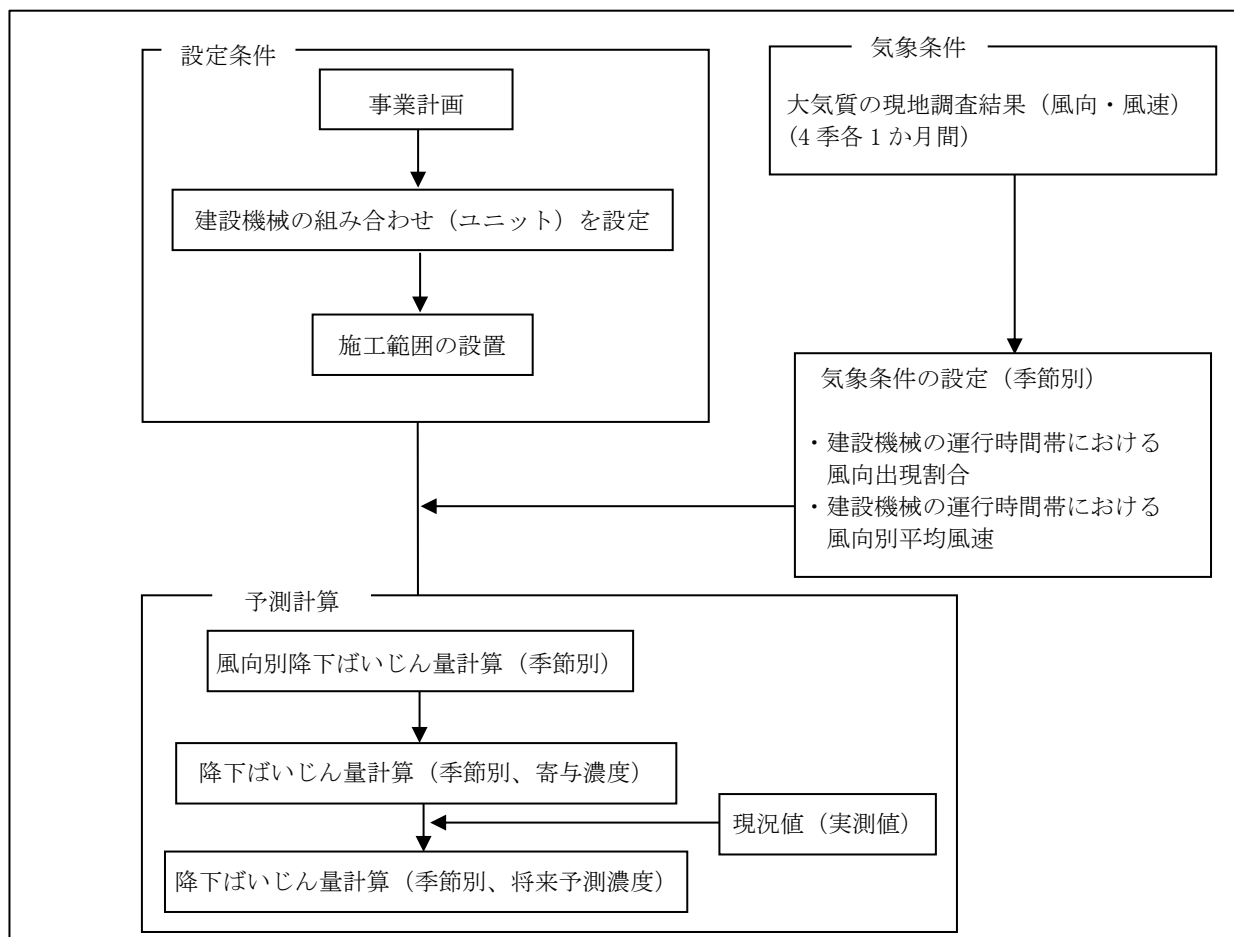 設定条件
事業計画
建設機械の組み合わせ（ユニット）を設定
施工範囲の設置
気象条件
大気質の現地調査結果（風向・風速）
（4季各1か月間）
気象条件の設定（季節別）
・建設機械の運行時間帯における
風向出現割合
・建設機械の運行時間帯における
風向別平均風速
予測計算
風向別降下ばいじん量計算（季節別）
降下ばいじん量計算（季節別、寄与濃度）
現況値（実測値）
降下ばいじん量計算（季節別、将来予測濃度）